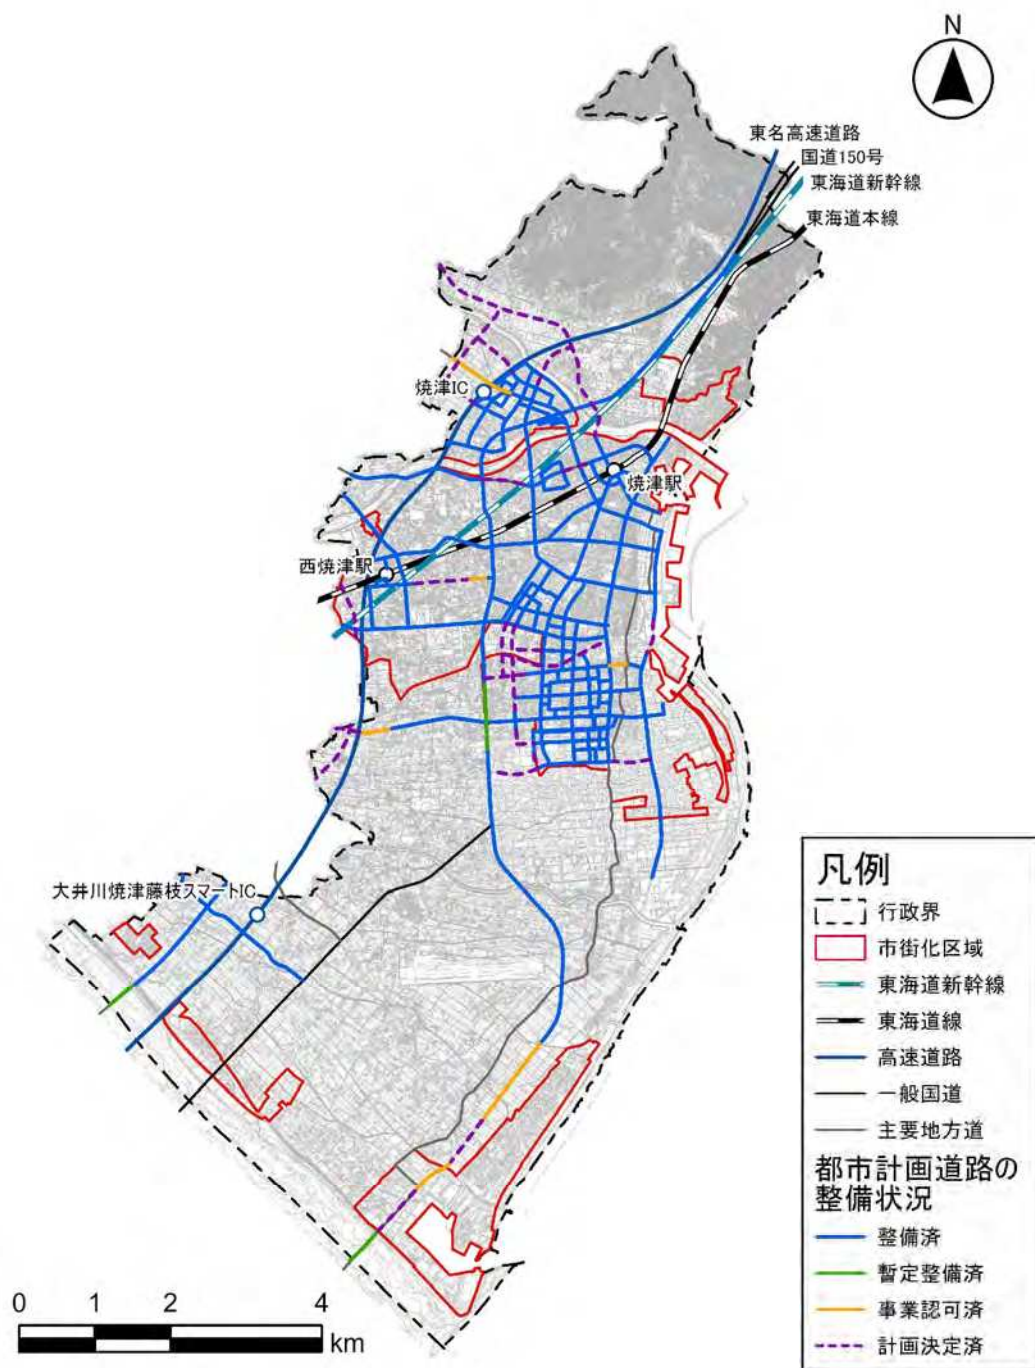 N
東名高速道路
国道150号
東海道新幹線
東海道本線
焼津IC
焼津駅
西焼津駅
大井川焼津藤枝スマートIC
凡例
行政界
市街化区域
東海道新幹線
東海道線
高速道路
一般国道
主要地方道
都市計画道路の
整備状況
整備済
暫定整備済
事業認可済
計画決定済
0 1 2 4
km